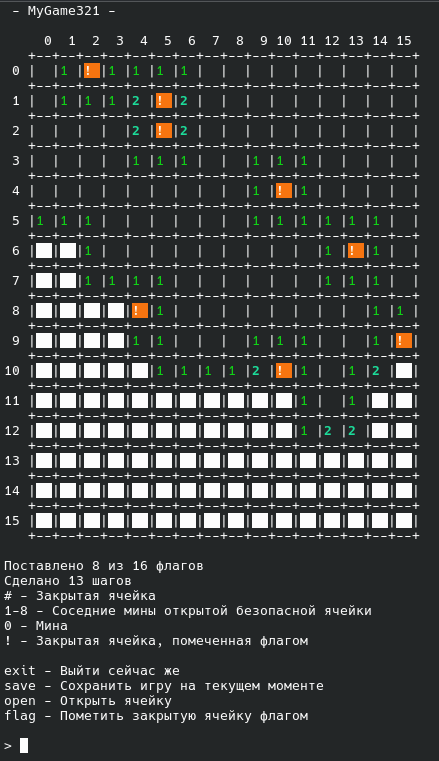 - MyGame321 -
0 1 2 3 4 5 6 7 8 9 10 11 12 13 14 15
0 1 ! 1 1 1 1
1 1 1 1 2 ! 2
2 2 ! 2
3 1 1 1 1 1 1
4 1 ! 1
5 1 1 1 1 1 1 1 1 1
6 1 1 ! 1
7 1 1 1 1 1 1 1
8 ! 1 1 1
9 1 1 1 1 1 1 !
10 1 1 1 1 2 ! 1 1 2
11 1 1
12 1 2 2
13
14
15
Поставлено 8 из 16 флагов
Сделано 13 шагов
# - Закрытая ячейка
1-8 - Соседние мины открытой безопасной ячейки
0 - Мина
! - Закрытая ячейка, помеченная флагом
exit - Выйти сейчас же
save - Сохранить игру на текущем моменте
open - Открыть ячейку
flag - Пометить закрытую ячейку флагом
>